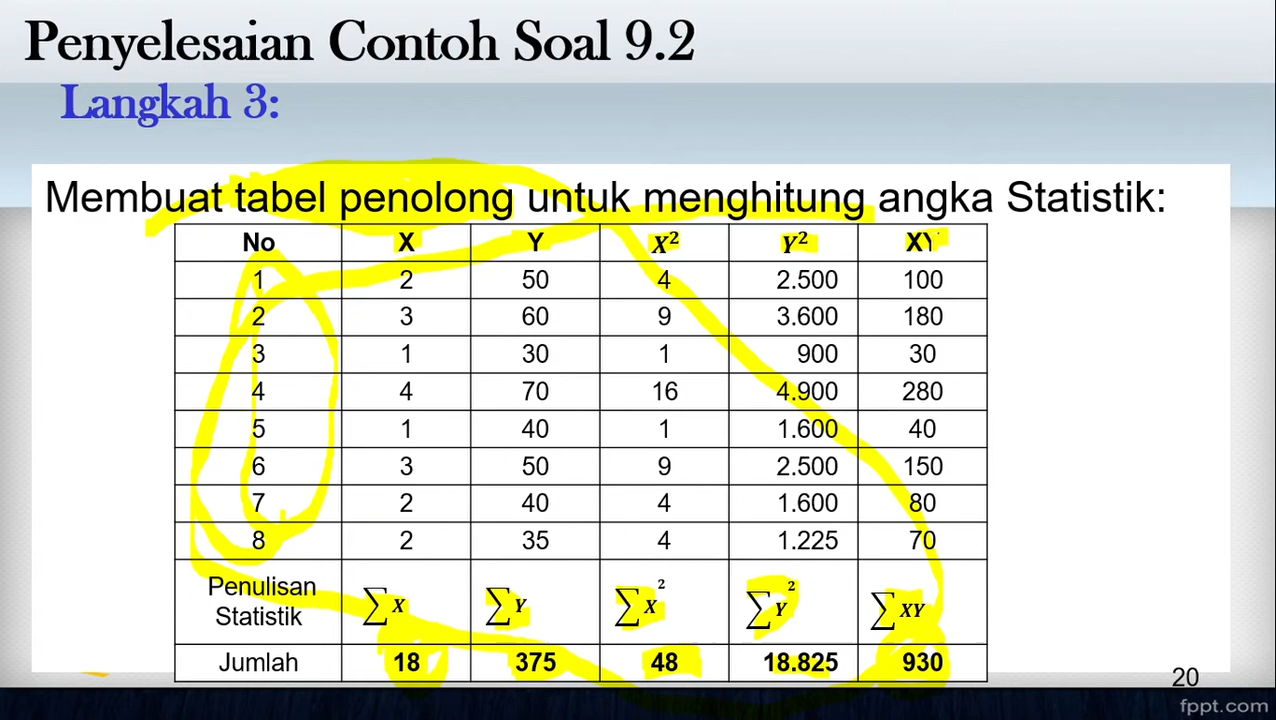 Penyelesaian Contoh Soal 9.2
Langkah 3:
Membuat tabel penolong untuk menghitung angka Statistik:
No X Y X² Y² XY
1 2 50 4 2.500 100
2 3 60 9 3.600 180
3 1 30 1 900 30
4 4 70 16 4.900 280
5 1 40 1 1.600 40
6 3 50 9 2.500 150
7 2 40 4 1.600 80
8 2 35 4 1.225 70
Penulisan Statistik ∑X ∑Y ∑X² ∑Y² ∑XY
Jumlah 18 375 48 18.825 930
20
fppt.com